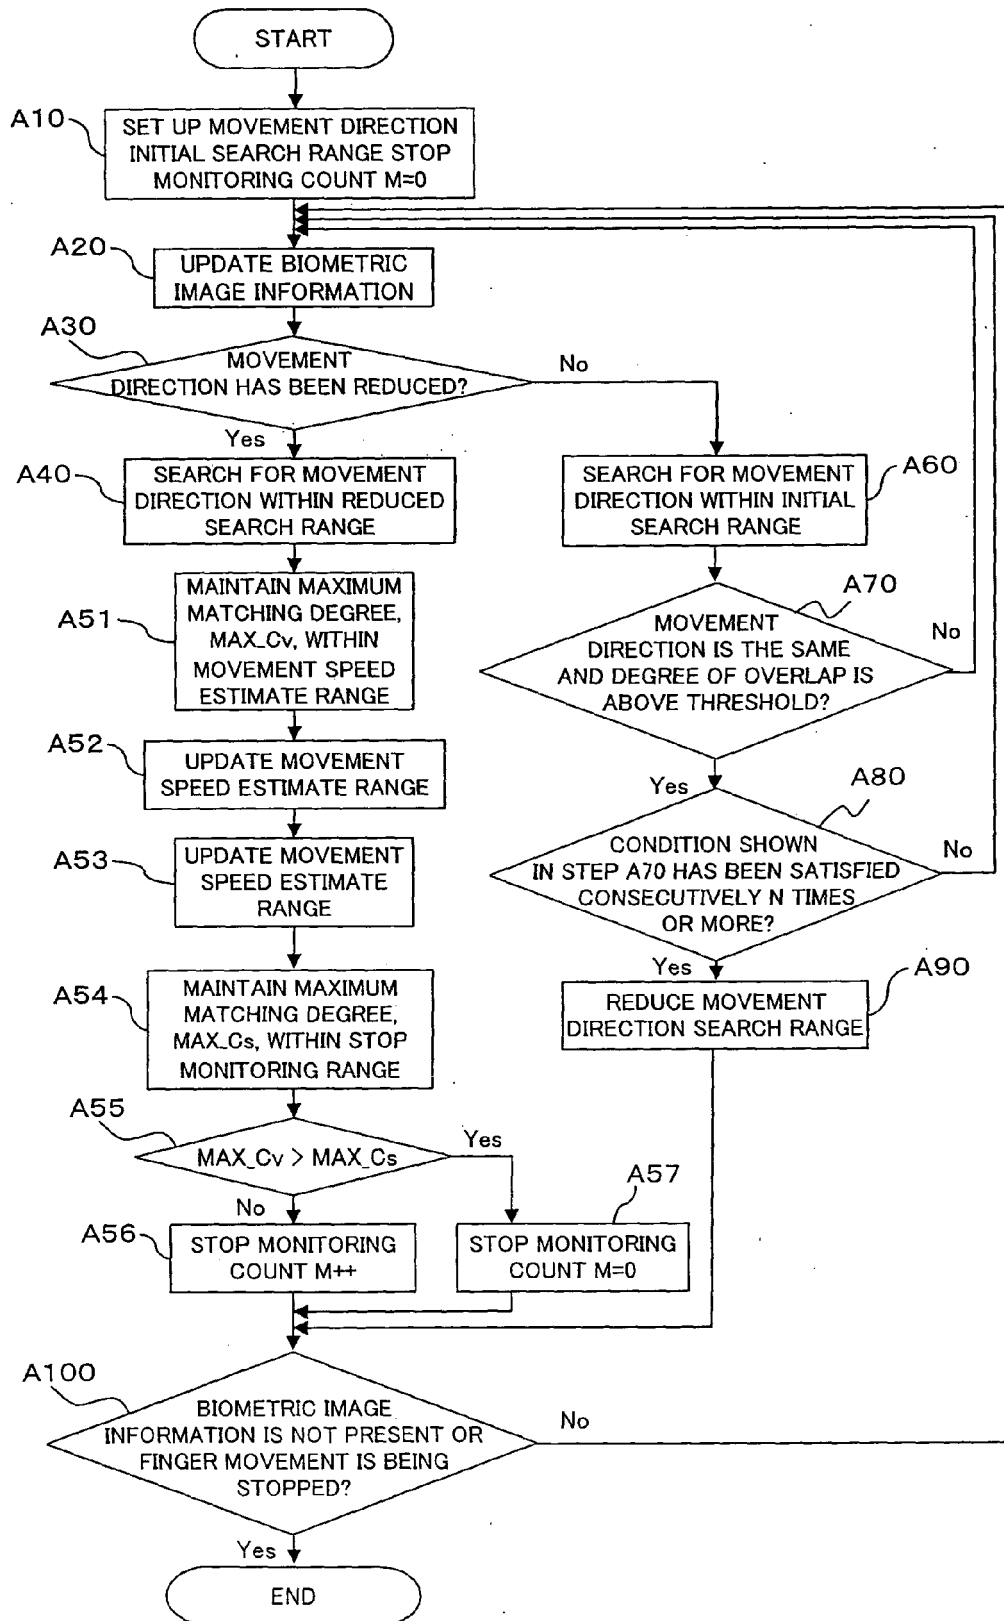 START
A10
SET UP MOVEMENT DIRECTION
INITIAL SEARCH RANGE STOP
MONITORING COUNT M=0
A20
UPDATE BIOMETRIC
IMAGE INFORMATION
A30
MOVEMENT
DIRECTION HAS BEEN REDUCED?
No
Yes
A40
SEARCH FOR MOVEMENT
DIRECTION WITHIN REDUCED
SEARCH RANGE
A60
SEARCH FOR MOVEMENT
DIRECTION WITHIN INITIAL
SEARCH RANGE
A51
MAINTAIN MAXIMUM
MATCHING DEGREE,
MAX_Cv, WITHIN
MOVEMENT SPEED
ESTIMATE RANGE
A70
MOVEMENT
DIRECTION IS THE SAME
AND DEGREE OF OVERLAP IS
ABOVE THRESHOLD?
No
Yes
A52
UPDATE MOVEMENT
SPEED ESTIMATE RANGE
A80
CONDITION SHOWN
IN STEP A70 HAS BEEN SATISFIED
CONSECUTIVELY N TIMES
OR MORE?
No
Yes
A53
UPDATE MOVEMENT
SPEED ESTIMATE
RANGE
A90
REDUCE MOVEMENT
DIRECTION SEARCH RANGE
A54
MAINTAIN MAXIMUM
MATCHING DEGREE,
MAX_Cs, WITHIN STOP
MONITORING RANGE
A55
MAX_Cv > MAX_Cs
Yes
No
A56
STOP MONITORING
COUNT M++
A57
STOP MONITORING
COUNT M=0
A100
BIOMETRIC IMAGE
INFORMATION IS NOT PRESENT OR
FINGER MOVEMENT IS BEING
STOPPED?
No
Yes
END